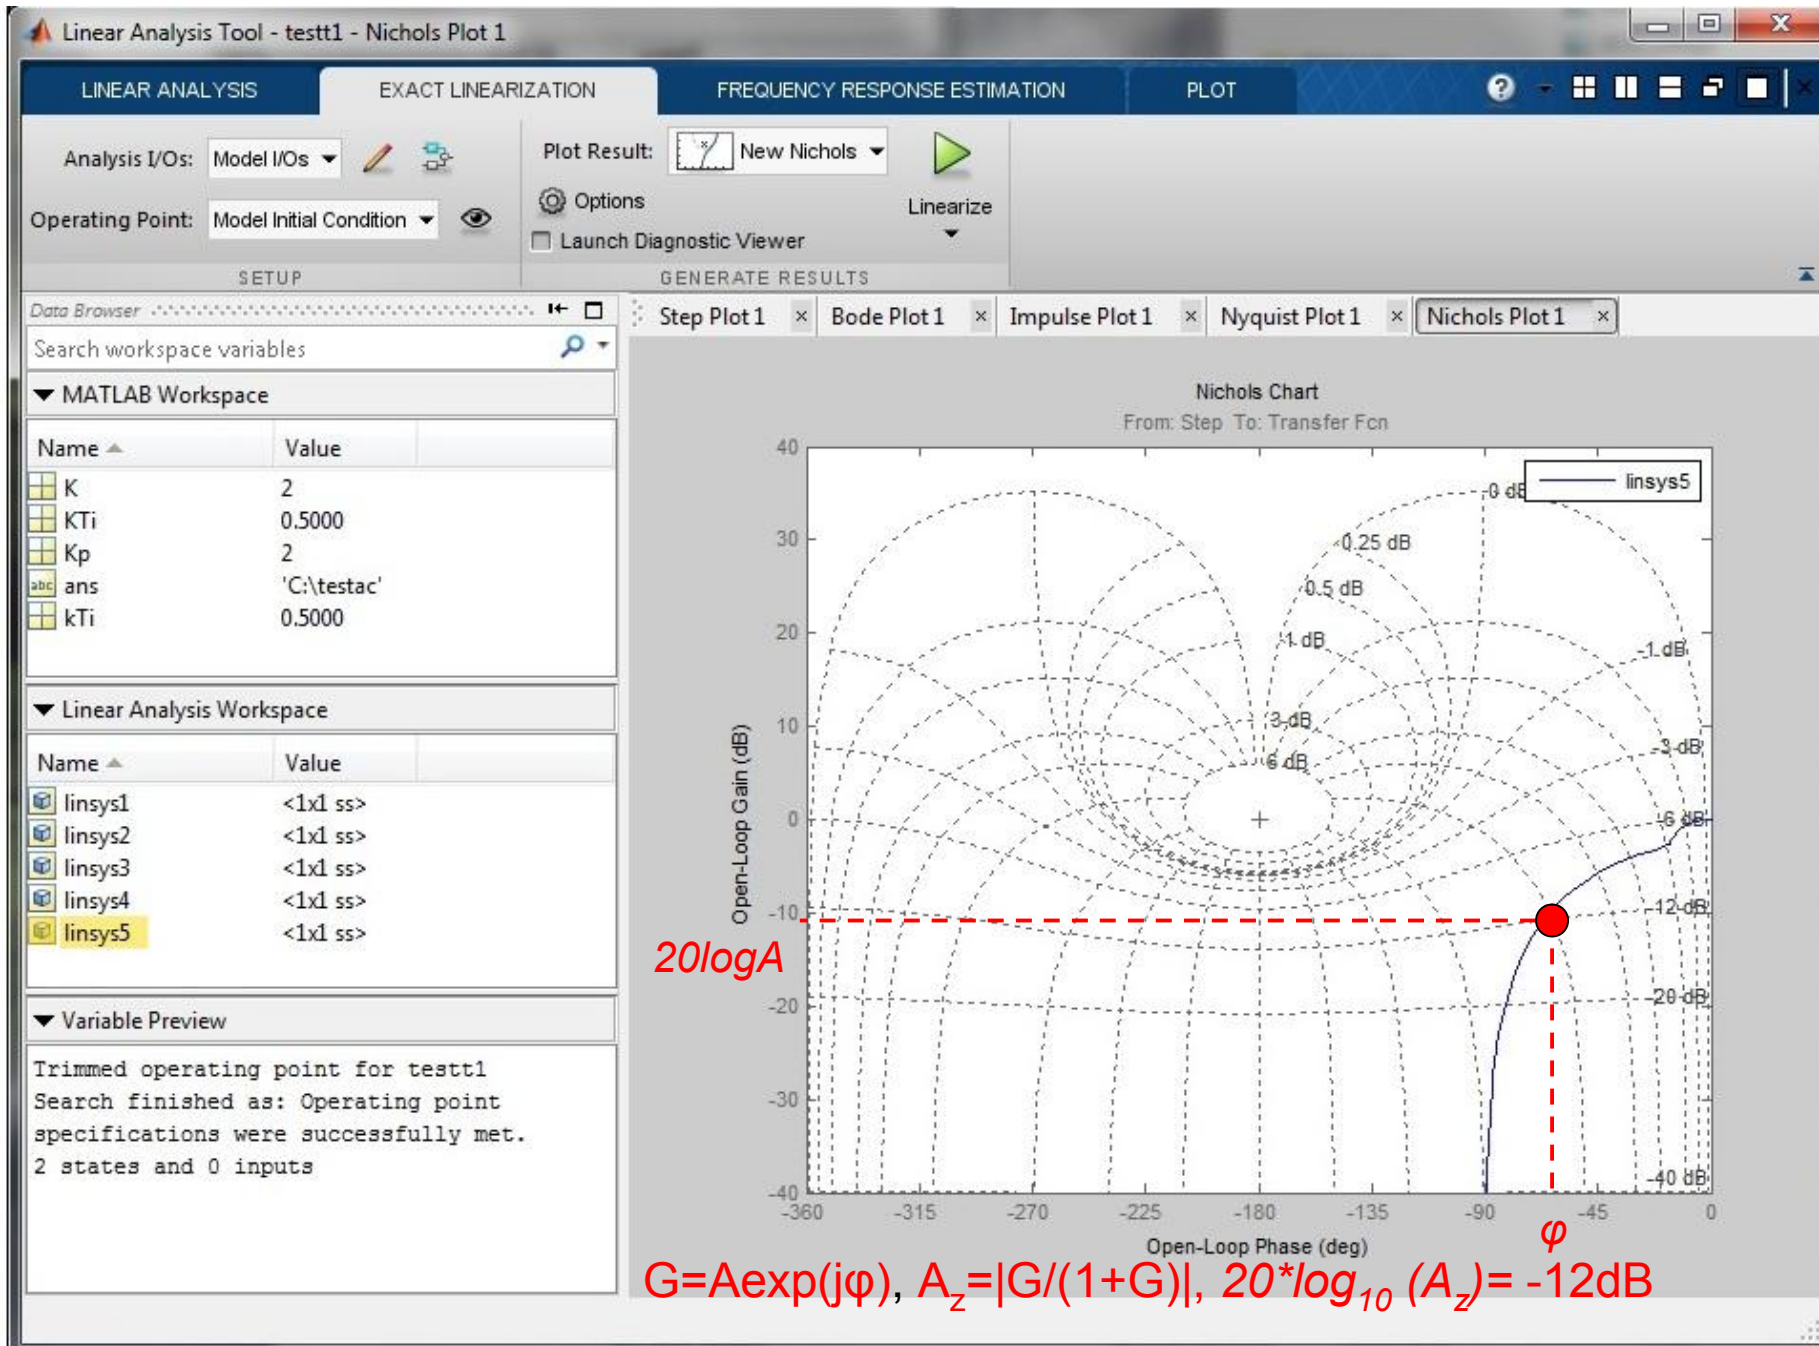 Linear Analysis Tool - testt1 - Nichols Plot 1
LINEAR ANALYSIS EXACT LINEARIZATION FREQUENCY RESPONSE ESTIMATION PLOT
Analysis I/Os: Model I/Os
Operating Point: Model Initial Condition
SETUP
Plot Result: New Nichols
Options
Launch Diagnostic Viewer
Linearize
GENERATE RESULTS
Data Browser
Search workspace variables
MATLAB Workspace
Name Value
K 2
KTi 0.5000
Kp 2
abc ans 'C:\testac'
kTi 0.5000
Linear Analysis Workspace
Name Value
linsys1 <1x1 ss>
linsys2 <1x1 ss>
linsys3 <1x1 ss>
linsys4 <1x1 ss>
linsys5 <1x1 ss>
Variable Preview
Trimmed operating point for testt1
Search finished as: Operating point
specifications were successfully met.
2 states and 0 inputs
Step Plot 1 Bode Plot 1 Impulse Plot 1 Nyquist Plot 1 Nichols Plot 1
Nichols Chart
From: Step To: Transfer Fcn
linsys5
40
30
20
10
0
-10
-20
-30
-40
Open-Loop Gain (dB)
0 dB
0.25 dB
0.5 dB
1 dB
-1 dB
3 dB
-3 dB
6 dB
-6 dB
-12 dB
-20 dB
-40 dB
20logA
-360 -315 -270 -225 -180 -135 -90 -45 0
φ
Open-Loop Phase (deg)
G=Aexp(jφ), A_z=|G/(1+G)|, 20*log_10 (A_z)= -12dB